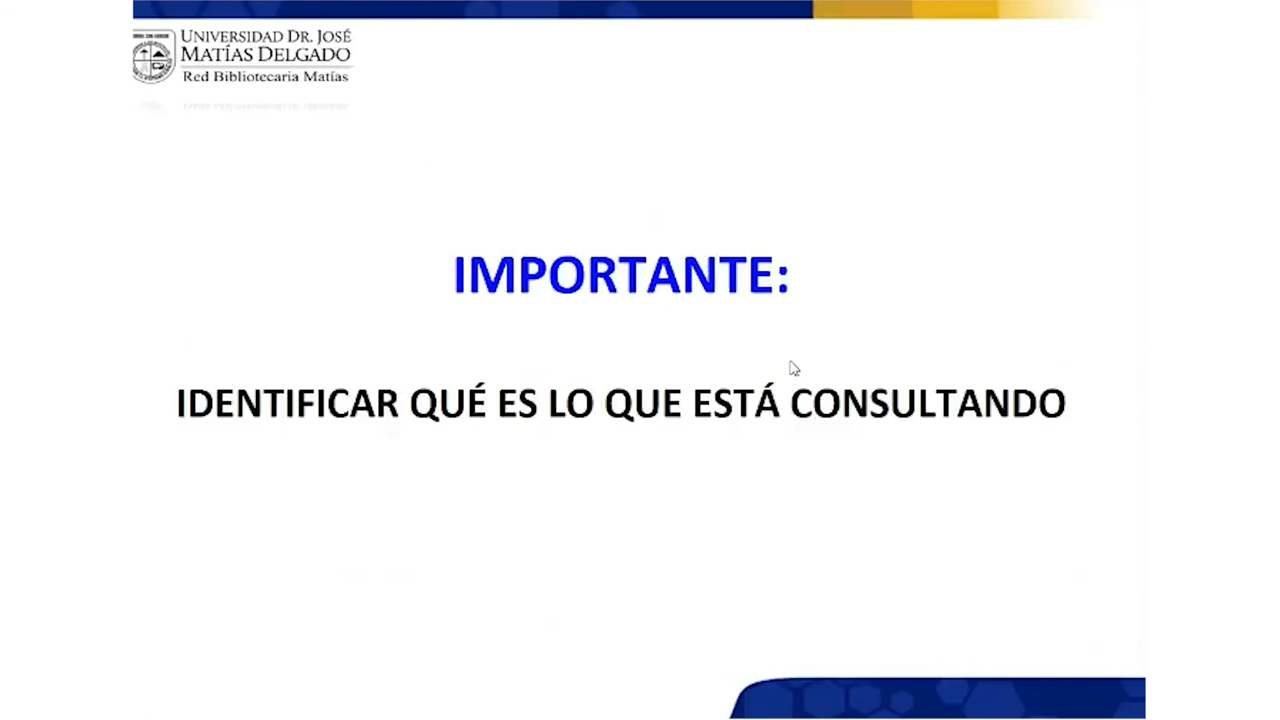 UNIVERSIDAD DR. JOSÉ
MATÍAS DELGADO
Red Bibliotecaria Matías
IMPORTANTE:
IDENTIFICAR QUÉ ES LO QUE ESTÁ CONSULTANDO